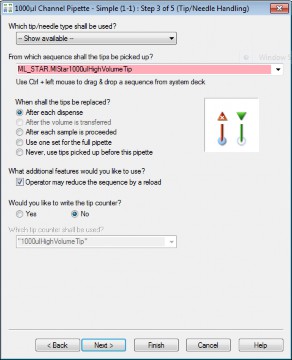 1000µl Channel Pipette - Simple (1-1) : Step 3 of 5 (Tip/Needle Handling)
Which tip/needle type shall be used?
-- Show available --
From which sequence shall the tips be picked up?
ML_STAR.MlStar1000ulHighVolumeTip
Use Ctrl + left mouse to drag & drop a sequence from system deck.
When shall the tips be replaced?
After each dispense
After the volume is transferred
After each sample is proceeded
Use one set for the full pipette
Never, use tips picked up before this pipette
What additional features would you like to use?
Operator may reduce the sequence by a reload
Would you like to write the tip counter?
Yes No
Which tip counter shall be used?
"1000ulHighVolumeTip"
< Back Next > Finish Cancel Help